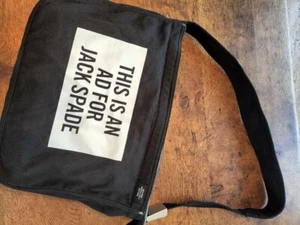 THIS IS AN
AD FOR
JACK SPADE